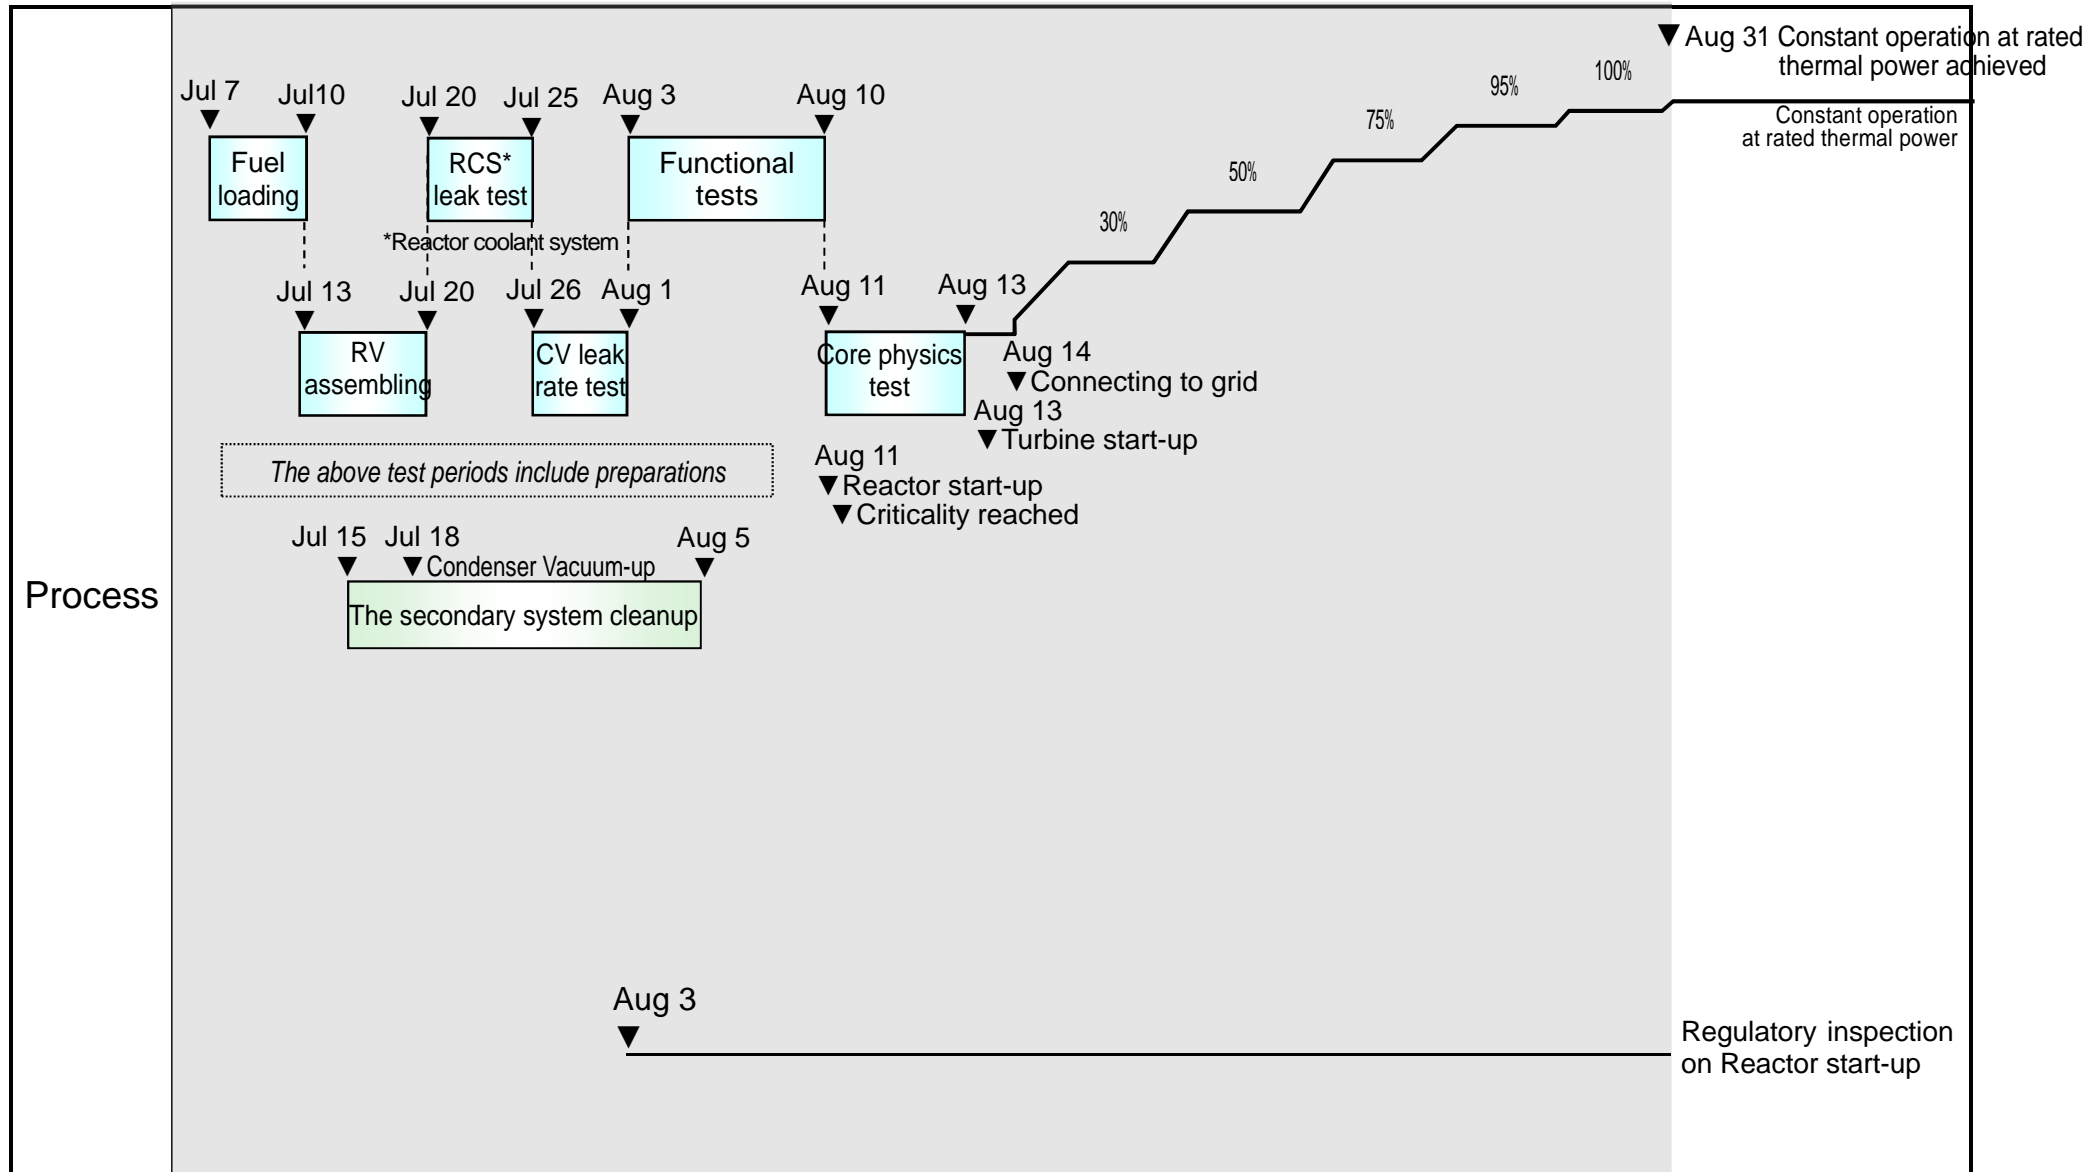 ▼ Aug 31 Constant operation at rated
thermal power achieved
100%
95%
Constant operation
at rated thermal power
75%
50%
30%
Jul 7
Jul10
Jul 20
Jul 25
Aug 3
Aug 10
▼ ▼ ▼ ▼ ▼ ▼
Fuel
loading
RCS*
leak test
Functional
tests
*Reactor coolant system
Jul 13
Jul 20
Jul 26
Aug 1
Aug 11
Aug 13
▼ ▼ ▼ ▼ ▼ ▼
RV
assembling
CV leak
rate test
Core physics
test
Aug 14
▼Connecting to grid
Aug 13
▼Turbine start-up
Aug 11
▼Reactor start-up
▼Criticality reached
The above test periods include preparations
Jul 15
Jul 18
Aug 5
▼ ▼Condenser Vacuum-up ▼
The secondary system cleanup
Process
Aug 3
▼
Regulatory inspection
on Reactor start-up